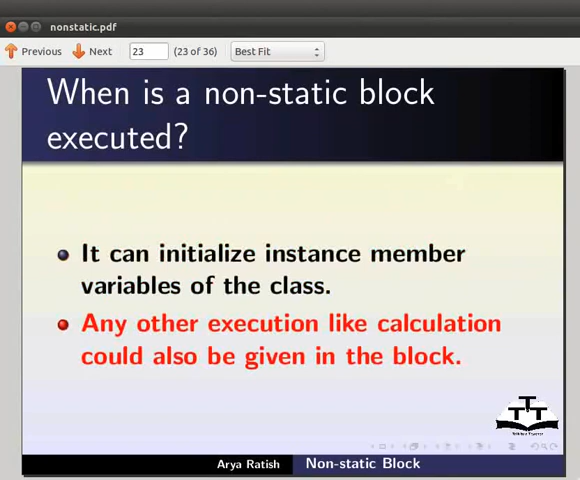 nonstatic.pdf
Previous Next 23 (23 of 36) Best Fit
When is a non-static block
executed?
It can initialize instance member
variables of the class.
Any other execution like calculation
could also be given in the block.
Arya Ratish Non-static Block